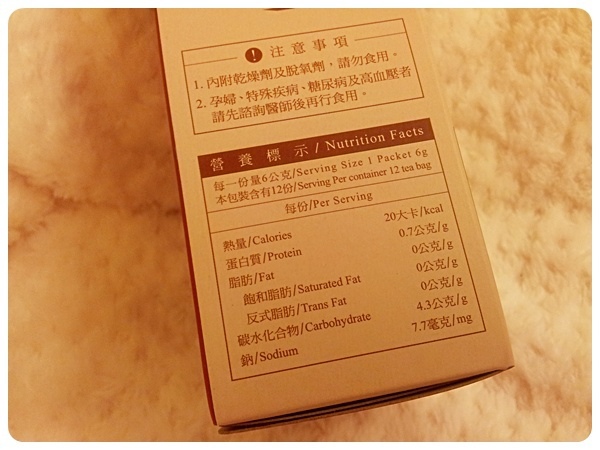 ! 注意事項
1. 內附乾燥劑及脫氧劑，請勿食用。
2. 孕婦、特殊疾病、糖尿病及高血壓者
請先諮詢醫師後再行食用。
營養標示/Nutrition Facts
每一份量6公克/Serving Size 1 Packet 6g
本包裝含有12份/Serving Per container 12 tea bag
每份/Per Serving
熱量/Calories 20大卡/kcal
蛋白質/Protein 0.7公克/g
脂肪/Fat 0公克/g
飽和脂肪/Saturated Fat 0公克/g
反式脂肪/Trans Fat 0公克/g
碳水化合物/Carbohydrate 4.3公克/g
鈉/Sodium 7.7毫克/mg